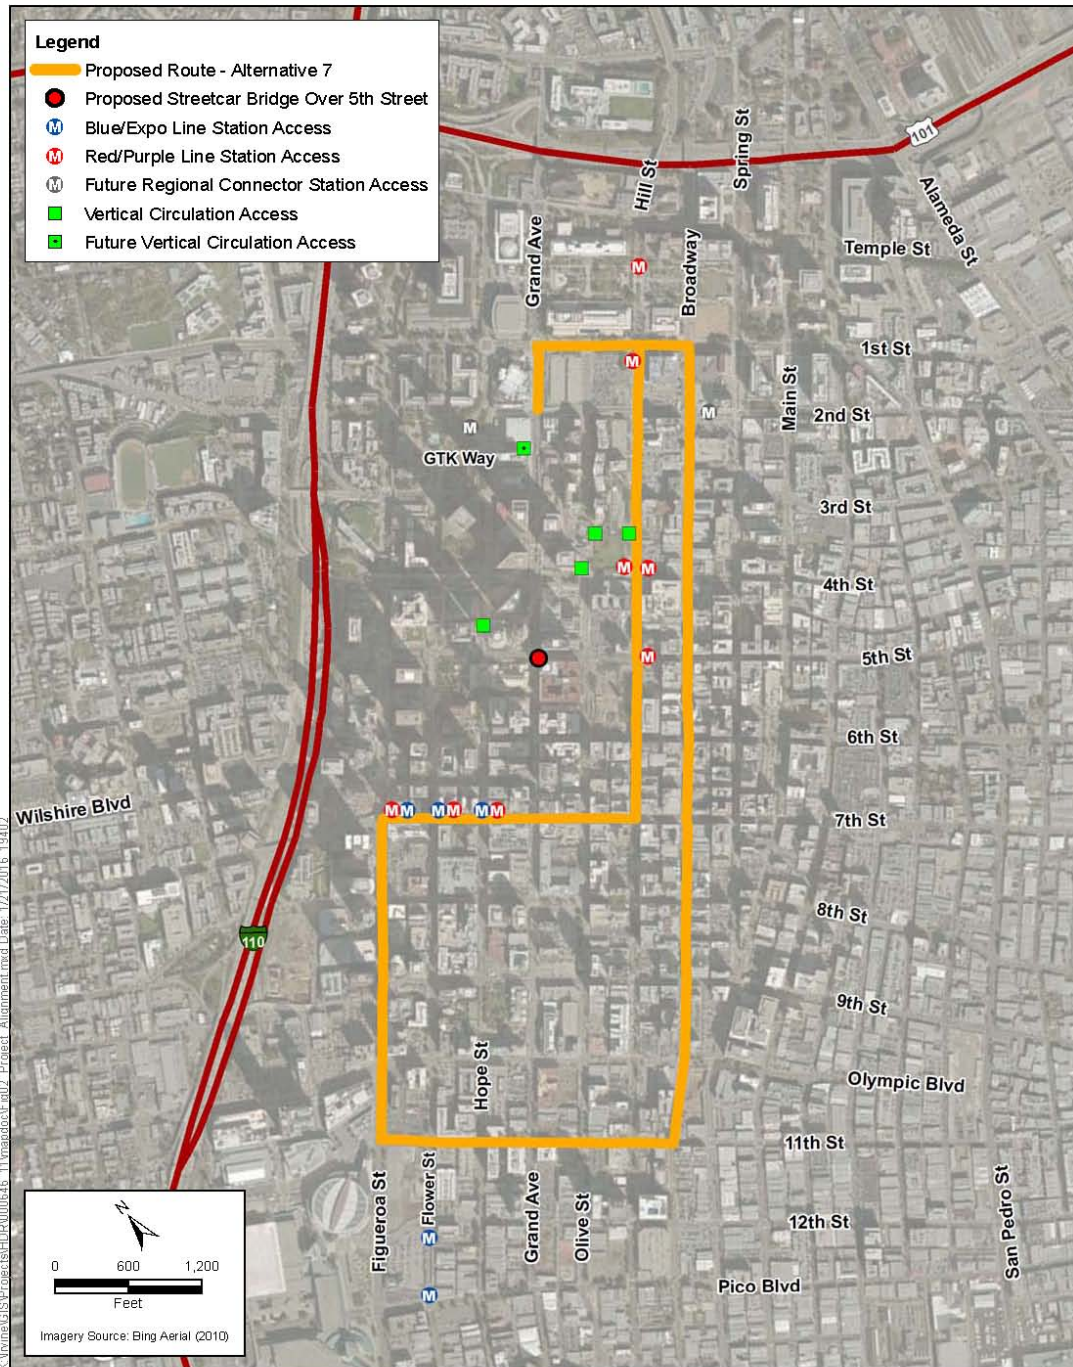 Legend
Proposed Route - Alternative 7
Proposed Streetcar Bridge Over 5th Street
M Blue/Expo Line Station Access
M Red/Purple Line Station Access
M Future Regional Connector Station Access
Vertical Circulation Access
Future Vertical Circulation Access
101
Spring St
Hill St
Alameda St
Grand Ave
Broadway
Temple St
M
1st St
M
Main St
2nd St
M
M
GTK Way
3rd St
H
M M
4th St
5th St
M
6th St
Wilshire Blvd
M M M M M M
7th St
8th St
110
9th St
Hope St
Olympic Blvd
11th St
Figueroa St
Flower St
Grand Ave
Olive St
San Pedro St
12th St
M
Pico Blvd
M
N
0 600 1,200
Feet
Imagery Source: Bing Aerial (2010)